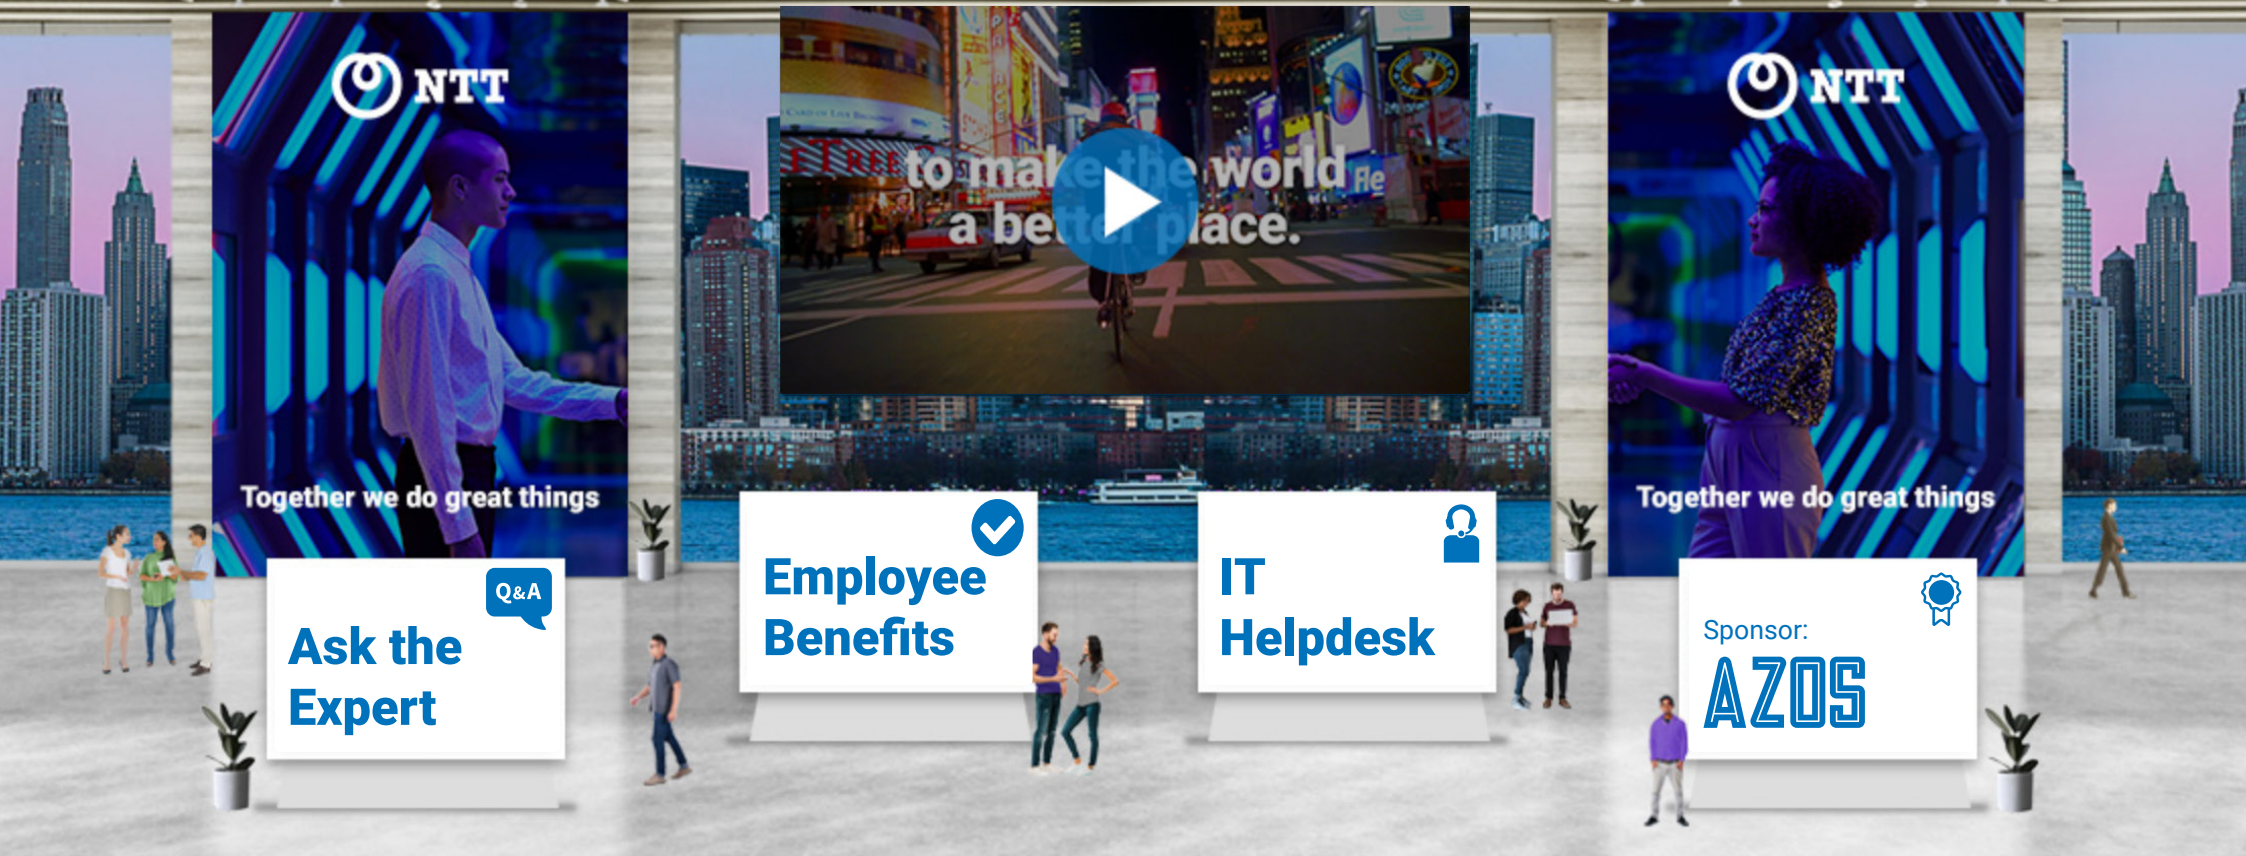 NTT
Together we do great things
to make the world
a better place.
NTT
Together we do great things
Q&A
Ask the
Expert
Employee
Benefits
IT
Helpdesk
Sponsor:
AZOS